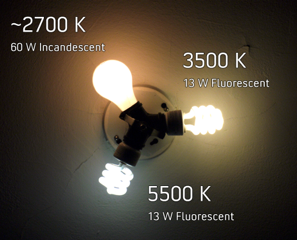 ~2700 K
60 W Incandescent
3500 K
13 W Fluorescent
5500 K
13 W Fluorescent